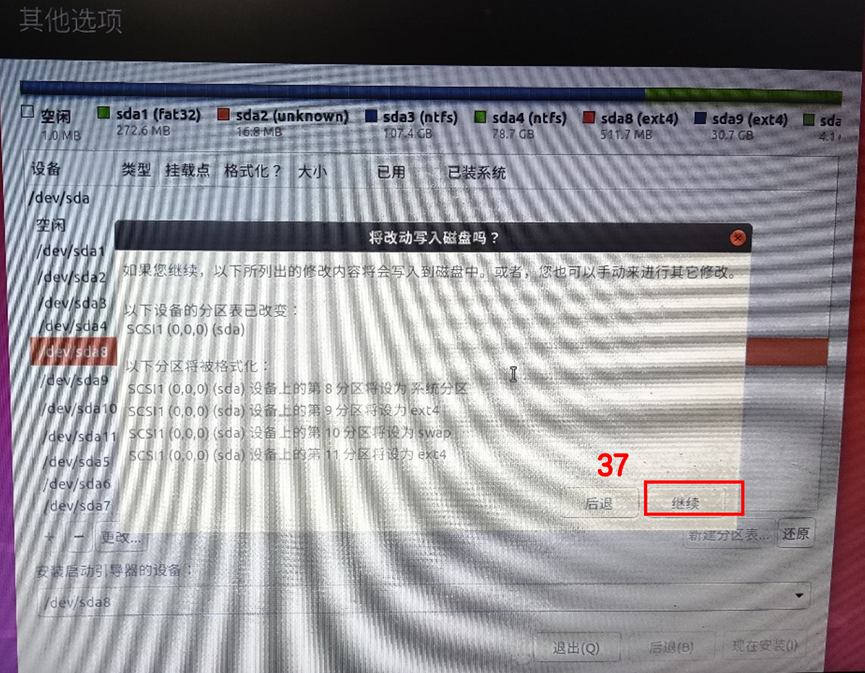 其他选项
空闲 sda1 (fat32) sda2 (unknown) sda3 (ntfs) sda4 (ntfs) sda8 (ext4) sda9 (ext4) sda
1.0 MB 272.6 MB 16.8 MB 107.4 GB 78.7 GB 511.7 MB 30.7 GB 4.1
设备 类型 挂载点 格式化？ 大小 已用 已装系统
/dev/sda
空闲
/dev/sda1
/dev/sda2
/dev/sda3
/dev/sda4
/dev/sda8
/dev/sda9
/dev/sda10
/dev/sda11
/dev/sda5
/dev/sda6
/dev/sda7
将改动写入磁盘吗？
如果您继续，以下所列出的修改内容将会写入到磁盘中。或者，您也可以手动来进行其它修改。
以下设备的分区表已改变：
SCSI1 (0,0,0) (sda)
以下分区将被格式化：
SCSI1 (0,0,0) (sda) 设备上的第 8 分区将设为 系统分区
SCSI1 (0,0,0) (sda) 设备上的第 9 分区将设为 ext4
SCSI1 (0,0,0) (sda) 设备上的第 10 分区将设为 swap
SCSI1 (0,0,0) (sda) 设备上的第 11 分区将设为 ext4
37
后退 继续
+ − 更改... 新建分区表... 还原
安装启动引导器的设备：
/dev/sda8
退出(Q) 后退(B) 现在安装(I)